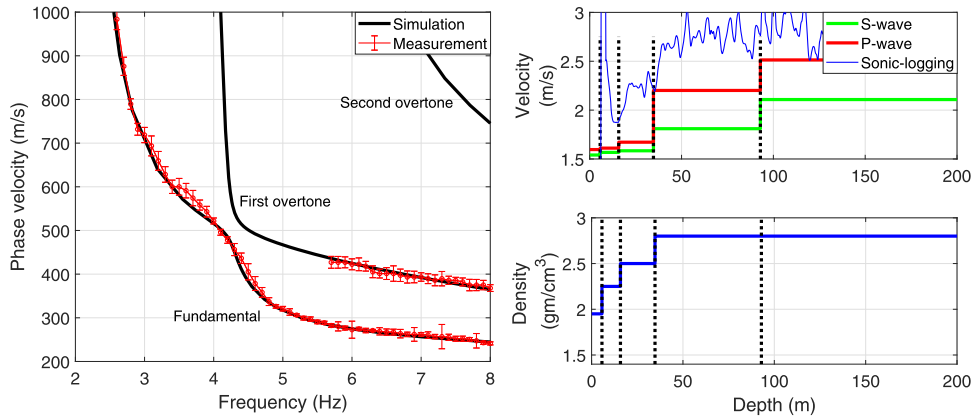 1000
900
800
700
600
500
400
300
200
Phase velocity (m/s)
2
3
4
5
6
7
8
Frequency (Hz)
Simulation
Measurement
Second overtone
First overtone
Fundamental
3
2.5
2
1.5
Velocity
(m/s)
0
50
100
150
200
S-wave
P-wave
Sonic-logging
3
2.5
2
1.5
Density
(gm/cm³)
0
50
100
150
200
Depth (m)